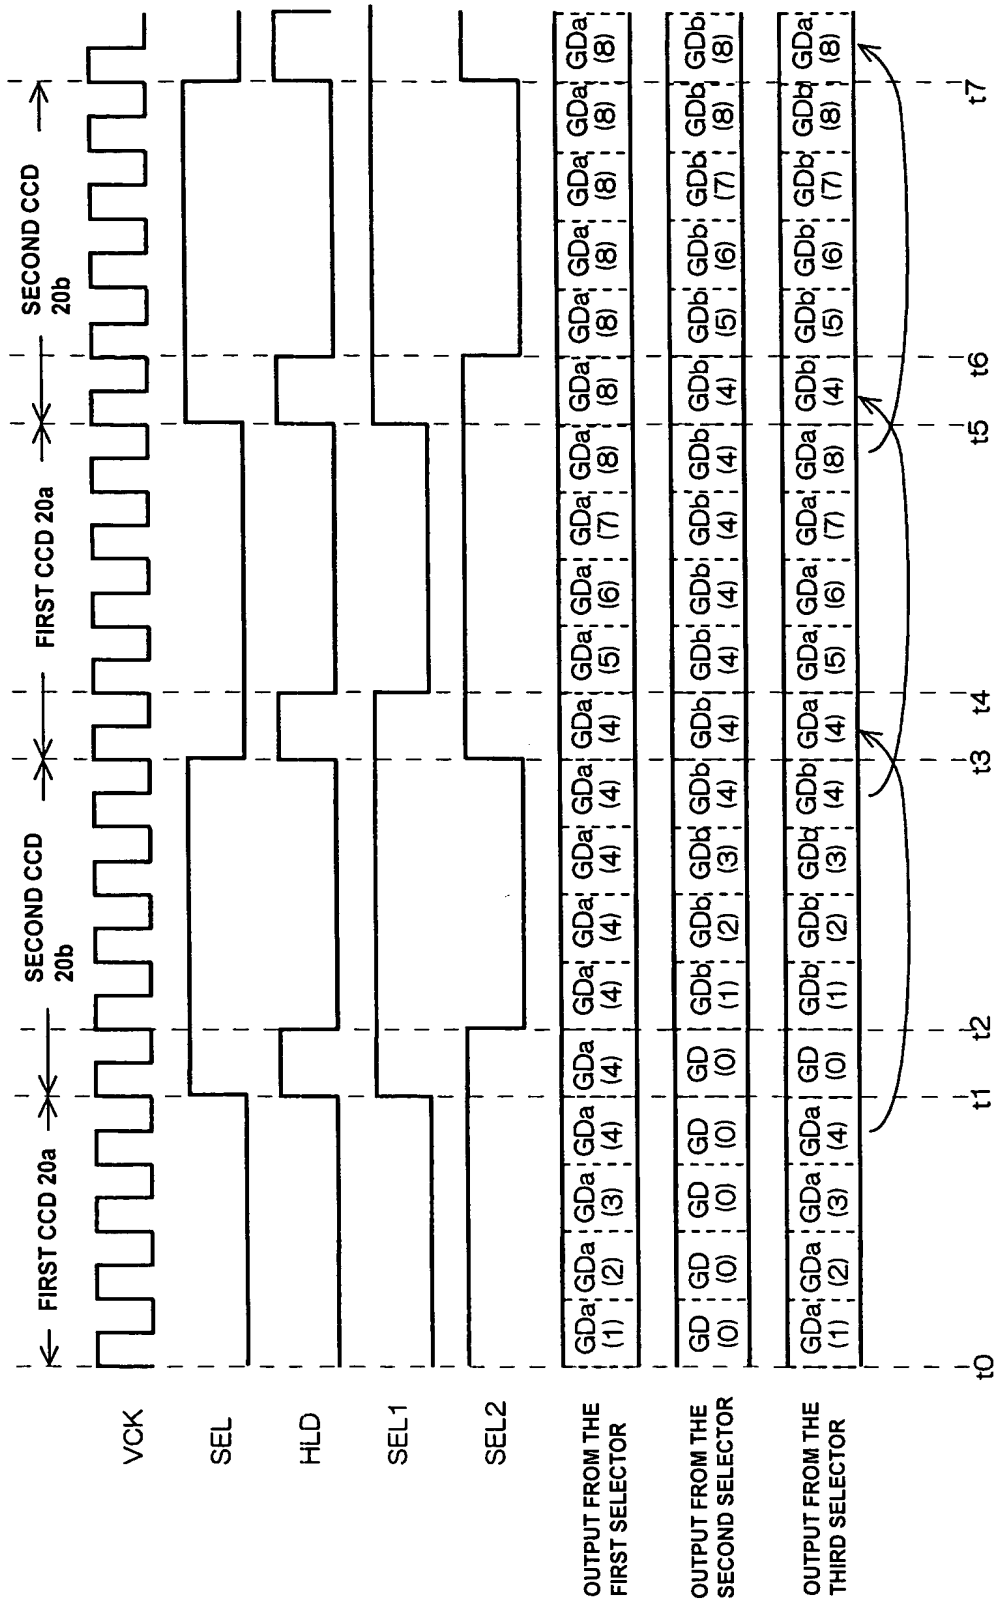 FIRST CCD 20a SECOND CCD 20b FIRST CCD 20a SECOND CCD 20b
VCK
SEL
HLD
SEL1
SEL2
OUTPUT FROM THE
FIRST SELECTOR
GDa GDa GDa GDa GDa GDa GDa GDa GDa GDa GDa GDa GDa GDa GDa GDa GDa GDa GDa GDa
(1) (2) (3) (4) (4) (4) (4) (4) (4) (4) (5) (6) (7) (8) (8) (8) (8) (8) (8) (8)
OUTPUT FROM THE
SECOND SELECTOR
GD GD GD GD GD GDb GDb GDb GDb GDb GDb GDb GDb GDb GDb GDb GDb GDb GDb GDb
(0) (0) (0) (0) (0) (1) (2) (3) (4) (4) (4) (4) (4) (4) (4) (5) (6) (7) (8) (8)
OUTPUT FROM THE
THIRD SELECTOR
GDa GDa GDa GDa GD GDb GDb GDb GDb GDa GDa GDa GDa GDa GDb GDb GDb GDb GDb GDa
(1) (2) (3) (4) (0) (1) (2) (3) (4) (4) (5) (6) (7) (8) (4) (5) (6) (7) (8) (8)
t0 t1 t2 t3 t4 t5 t6 t7